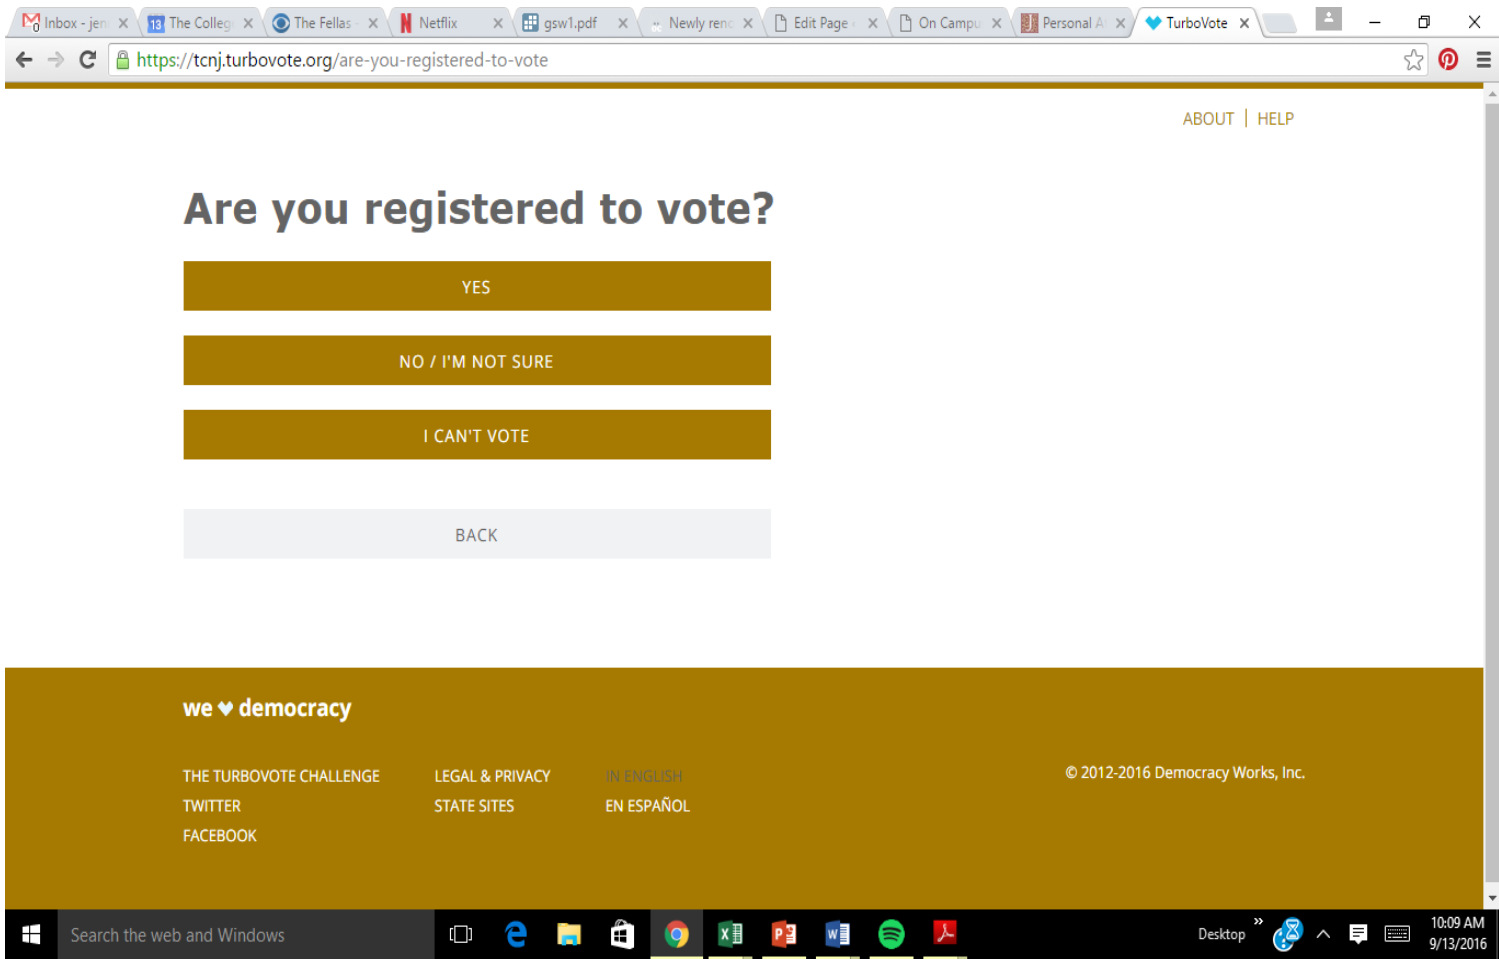 Inbox - jen
13 The Colleg
The Fellas -
Netflix
gsw1.pdf
Newly reno
Edit Page
On Campu
Personal A
TurboVote
https://tcnj.turbovote.org/are-you-registered-to-vote
ABOUT | HELP
Are you registered to vote?
YES
NO / I'M NOT SURE
I CAN'T VOTE
BACK
we ♥ democracy
THE TURBOVOTE CHALLENGE LEGAL & PRIVACY IN ENGLISH © 2012-2016 Democracy Works, Inc.
TWITTER STATE SITES EN ESPAÑOL
FACEBOOK
Search the web and Windows
Desktop
10:09 AM
9/13/2016